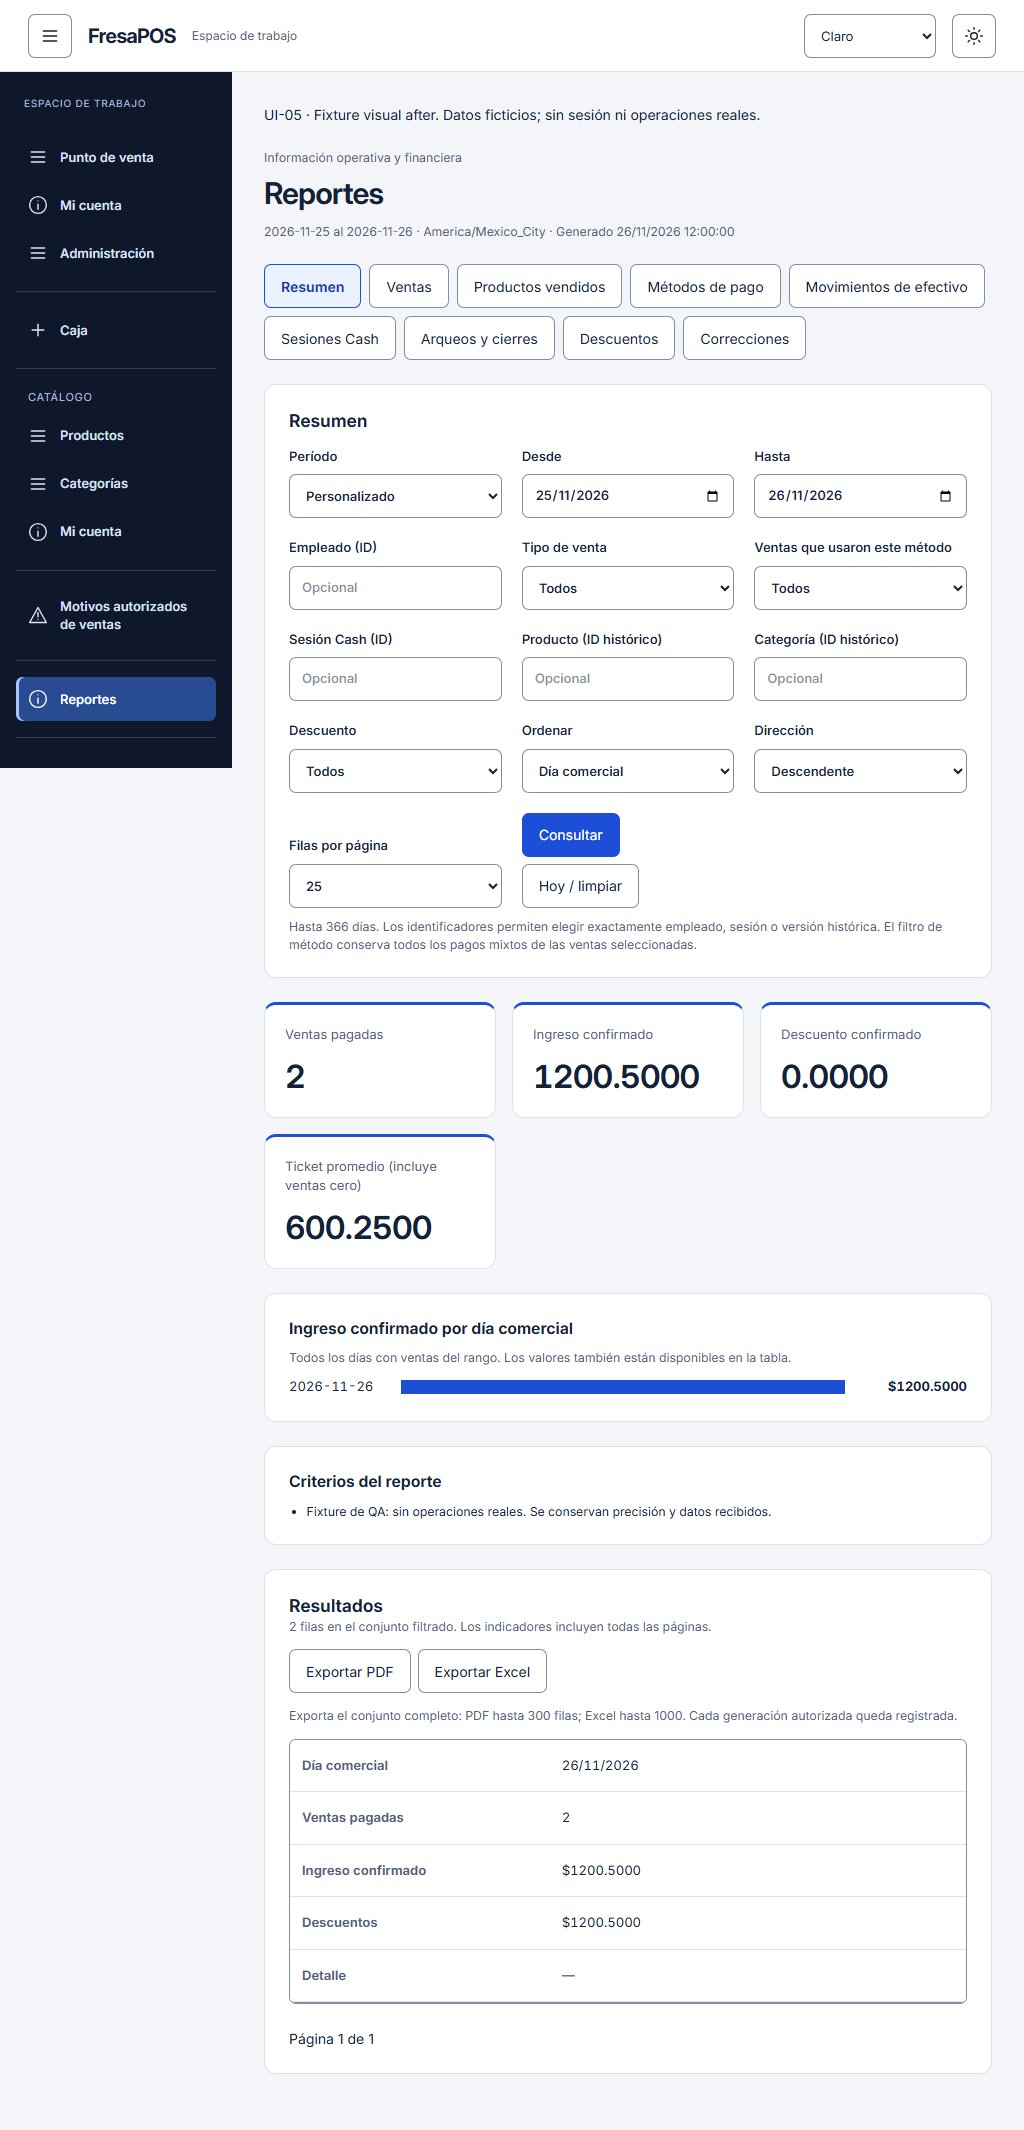 FresaPOS
Espacio de trabajo
Claro
ESPACIO DE TRABAJO
Punto de venta
Mi cuenta
Administración
Caja
CATÁLOGO
Productos
Categorías
Mi cuenta
Motivos autorizados
de ventas
Reportes
UI-05 · Fixture visual after. Datos ficticios; sin sesión ni operaciones reales.
Información operativa y financiera
Reportes
2026-11-25 al 2026-11-26 · America/Mexico_City · Generado 26/11/2026 12:00:00
Resumen
Ventas
Productos vendidos
Métodos de pago
Movimientos de efectivo
Sesiones Cash
Arqueos y cierres
Descuentos
Correcciones
Resumen
Período
Desde
Hasta
Personalizado
25/11/2026
26/11/2026
Empleado (ID)
Tipo de venta
Ventas que usaron este método
Opcional
Todos
Todos
Sesión Cash (ID)
Producto (ID histórico)
Categoría (ID histórico)
Opcional
Opcional
Opcional
Descuento
Ordenar
Dirección
Todos
Día comercial
Descendente
Filas por página
Consultar
25
Hoy / limpiar
Hasta 366 días. Los identificadores permiten elegir exactamente empleado, sesión o versión histórica. El filtro de
método conserva todos los pagos mixtos de las ventas seleccionadas.
Ventas pagadas
2
Ingreso confirmado
1200.5000
Descuento confirmado
0.0000
Ticket promedio (incluye
ventas cero)
600.2500
Ingreso confirmado por día comercial
Todos los días con ventas del rango. Los valores también están disponibles en la tabla.
2026-11-26
$1200.5000
Criterios del reporte
• Fixture de QA: sin operaciones reales. Se conservan precisión y datos recibidos.
Resultados
2 filas en el conjunto filtrado. Los indicadores incluyen todas las páginas.
Exportar PDF
Exportar Excel
Exporta el conjunto completo: PDF hasta 300 filas; Excel hasta 1000. Cada generación autorizada queda registrada.
Día comercial 26/11/2026
Ventas pagadas 2
Ingreso confirmado $1200.5000
Descuentos $1200.5000
Detalle —
Página 1 de 1